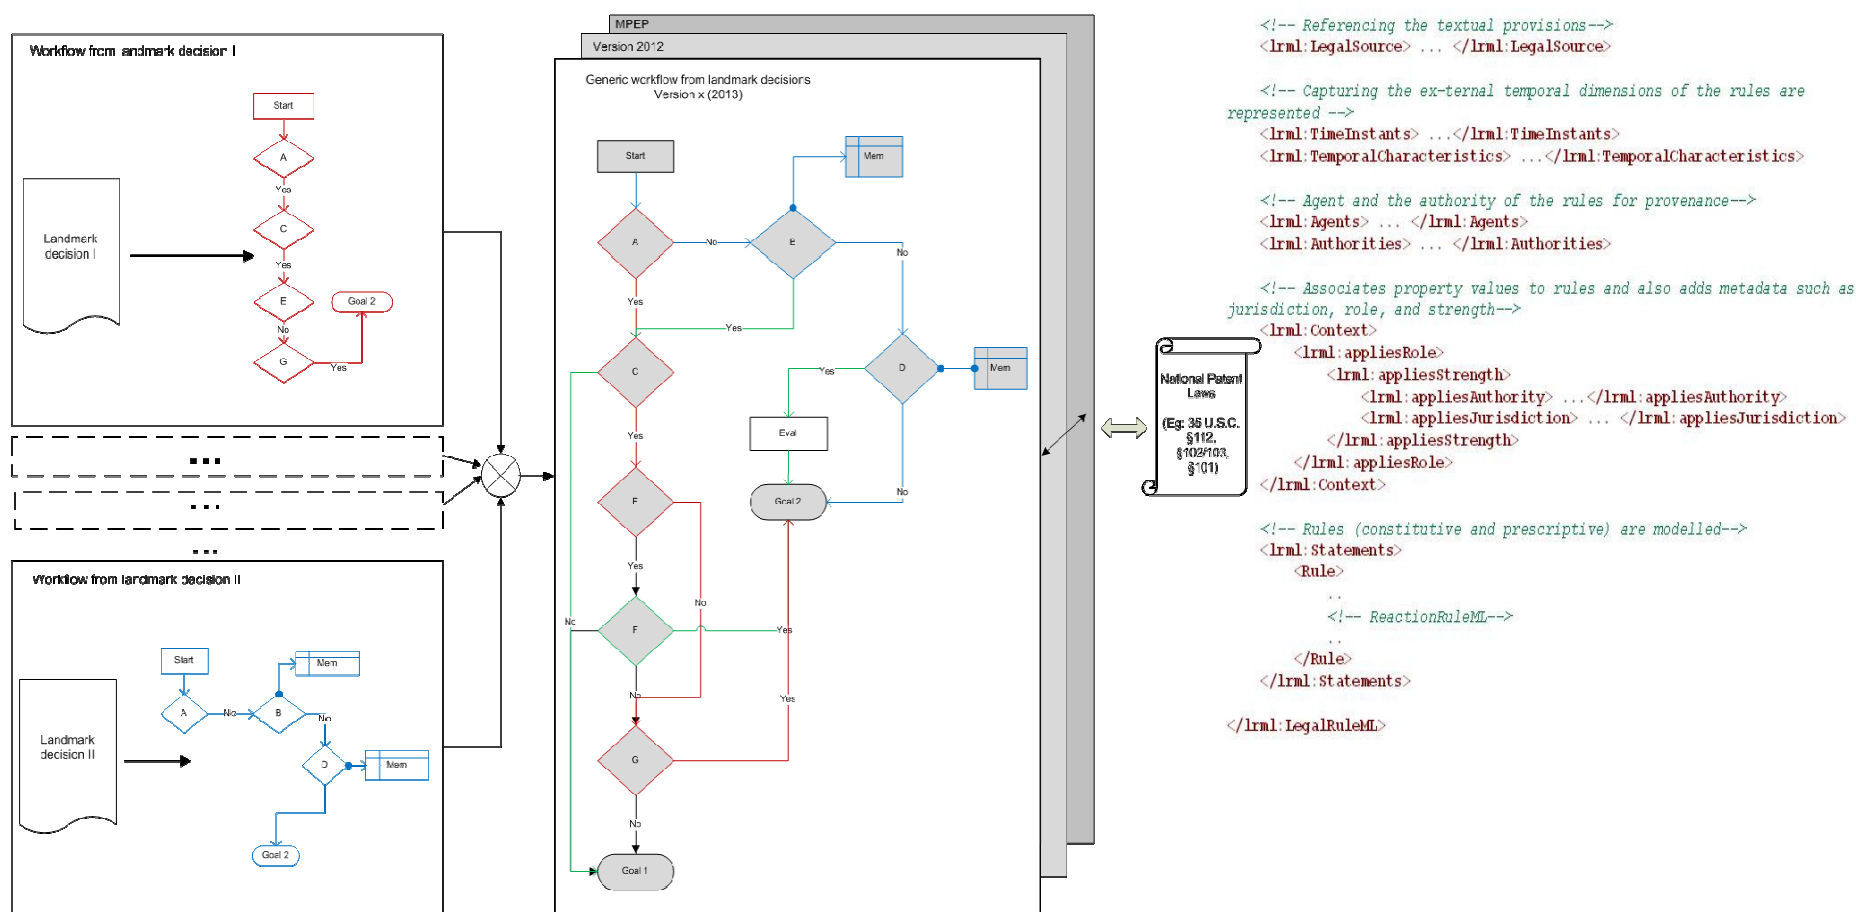 Workflow from landmark decision I
Start
A
Yes
C
Yes
E
No
G
Yes
Goal 2
Landmark
decision I
...
...
...
Workflow from landmark decision II
Start
A
No
B
Mem
No
D
Mem
Goal 2
Landmark
decision II
MPEP
Version 2012
Generic workflow from landmark decisions
Version x (2013)
Start
Mem
A
No
B
No
Yes
Yes
C
Yes
D
Mem
Yes
Eval
E
No
Goal 2
Yes
No
No
F
Yes
No
Yes
G
No
Goal 1
National Patent
Laws
(Eg: 35 U.S.C.
§112,
§102/103,
§101)
<!-- Referencing the textual provisions-->
<lrml:LegalSource> ... </lrml:LegalSource>
<!-- Capturing the ex-ternal temporal dimensions of the rules are
represented -->
<lrml:TimeInstants> ...</lrml:TimeInstants>
<lrml:TemporalCharacteristics> ...</lrml:TemporalCharacteristics>
<!-- Agent and the authority of the rules for provenance-->
<lrml:Agents> ... </lrml:Agents>
<lrml:Authorities> ... </lrml:Authorities>
<!-- Associates property values to rules and also adds metadata such as
jurisdiction, role, and strength-->
<lrml:Context>
<lrml:appliesRole>
<lrml:appliesStrength>
<lrml:appliesAuthority> ...</lrml:appliesAuthority>
<lrml:appliesJurisdiction> ... </lrml:appliesJurisdiction>
</lrml:appliesStrength>
</lrml:appliesRole>
</lrml:Context>
<!-- Rules (constitutive and prescriptive) are modelled-->
<lrml:Statements>
<Rule>
..
<!-- ReactionRuleML-->
..
</Rule>
</lrml:Statements>
</lrml:LegalRuleML>